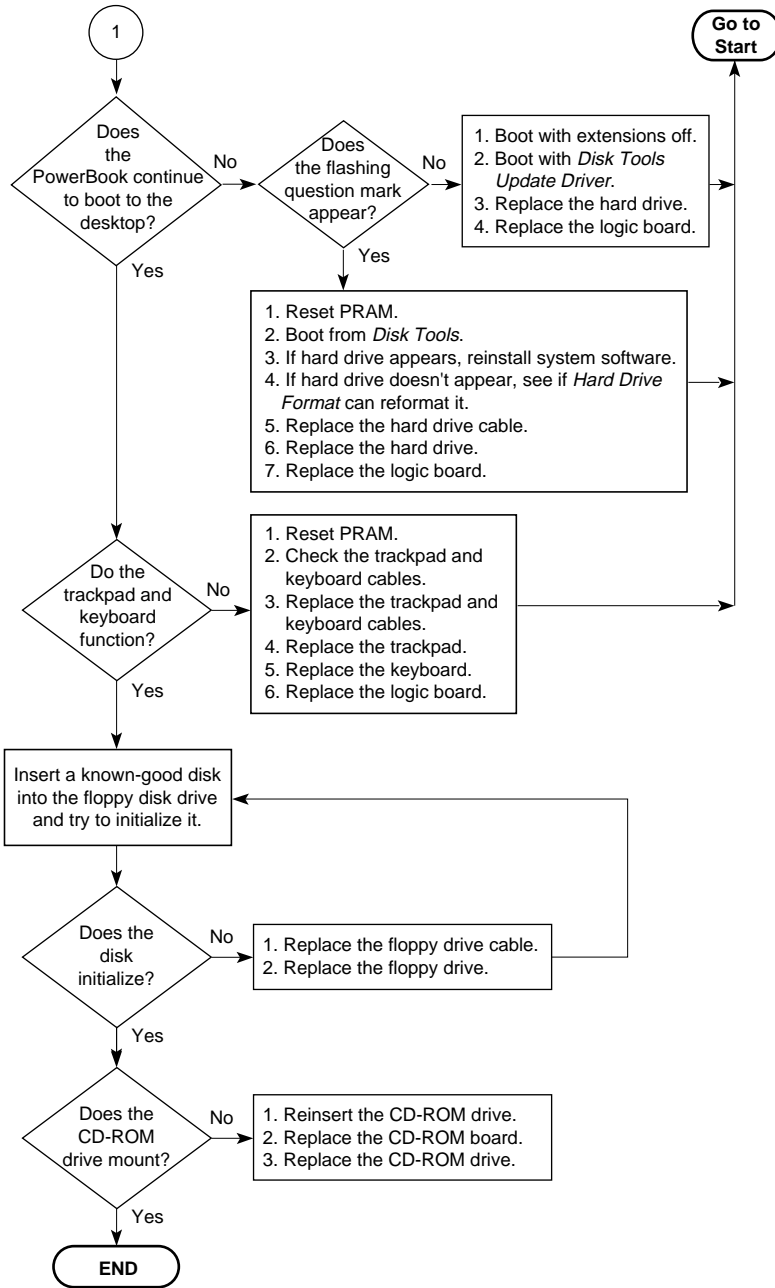 1
Go to
Start
Does
the
PowerBook continue
to boot to the
desktop?
No
Does
the flashing
question mark
appear?
No
1. Boot with extensions off.
2. Boot with Disk Tools
Update Driver.
3. Replace the hard drive.
4. Replace the logic board.
Yes
Yes
1. Reset PRAM.
2. Boot from Disk Tools.
3. If hard drive appears, reinstall system software.
4. If hard drive doesn't appear, see if Hard Drive
Format can reformat it.
5. Replace the hard drive cable.
6. Replace the hard drive.
7. Replace the logic board.
Do the
trackpad and
keyboard
function?
No
1. Reset PRAM.
2. Check the trackpad and
keyboard cables.
3. Replace the trackpad and
keyboard cables.
4. Replace the trackpad.
5. Replace the keyboard.
6. Replace the logic board.
Yes
Insert a known-good disk
into the floppy disk drive
and try to initialize it.
Does the
disk
initialize?
No
1. Replace the floppy drive cable.
2. Replace the floppy drive.
Yes
Does the
CD-ROM
drive mount?
No
1. Reinsert the CD-ROM drive.
2. Replace the CD-ROM board.
3. Replace the CD-ROM drive.
Yes
END